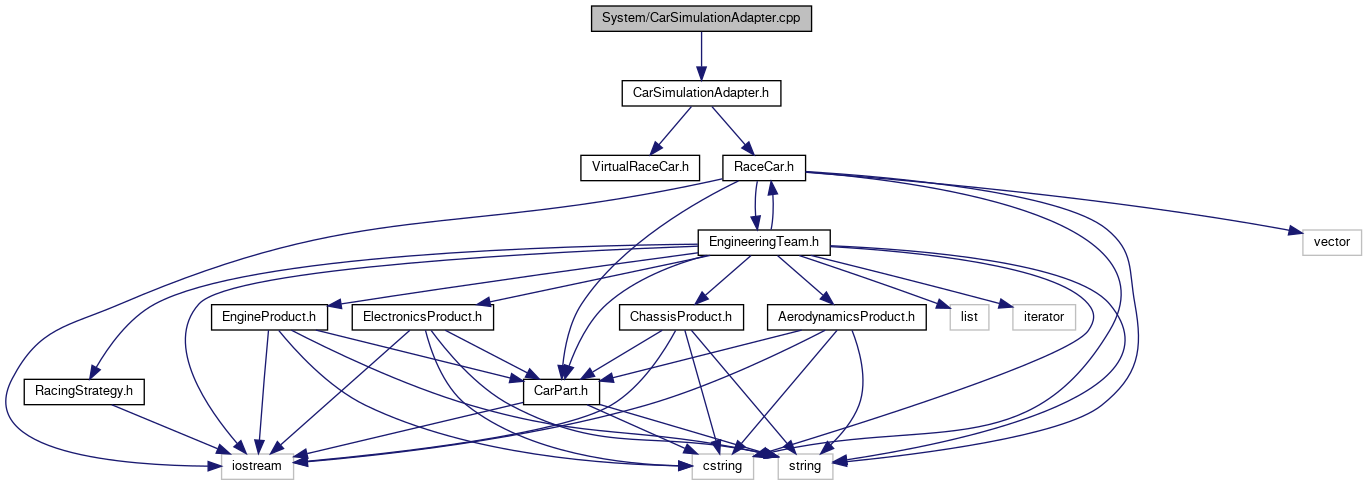 System/CarSimulationAdapter.cpp
CarSimulationAdapter.h
VirtualRaceCar.h
RaceCar.h
EngineeringTeam.h
vector
EngineProduct.h
ElectronicsProduct.h
ChassisProduct.h
AerodynamicsProduct.h
list
iterator
RacingStrategy.h
CarPart.h
iostream
cstring
string